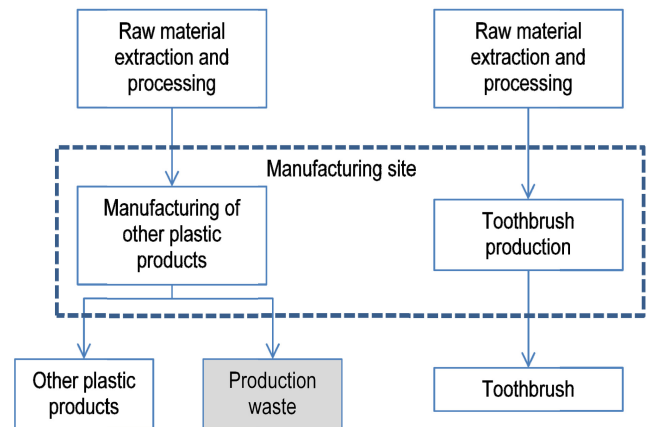 Raw material
extraction and
processing
Raw material
extraction and
processing
Manufacturing site
Manufacturing of
other plastic
products
Toothbrush
production
Other plastic
products
Production
waste
Toothbrush